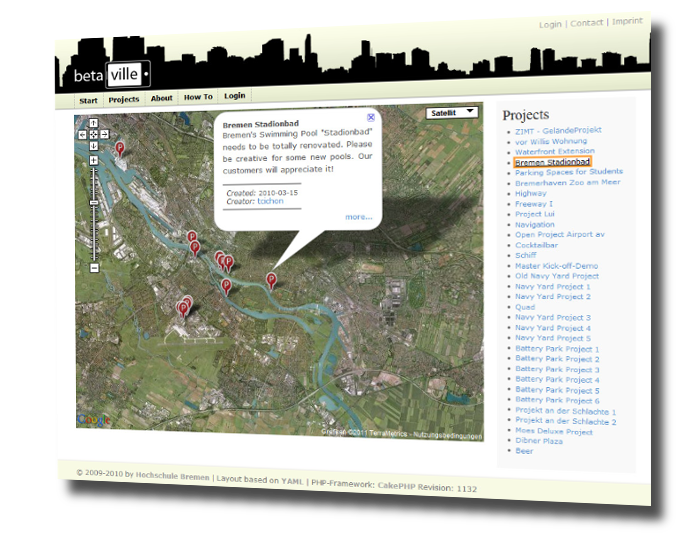 Login | Contact | Imprint
beta ville
Start Projects About How To Login
Satellit
Bremen Stadionbad
Bremen's Swimming Pool "Stadionbad"
needs to be totally renovated. Please
be creative for some new pools. Our
customers will appreciate it!
Created: 2010-03-15
Creator: tcichori
more...
Google
Grafiken ©2011 TerraMetrics - Nutzungsbedingungen
Projects
ZIMT - GeländeProjekt
vor Willis Wohnung
Waterfront Extension
Bremen Stadionbad
Parking Spaces for Students
Bremerhaven Zoo am Meer
Highway
Freeway I
Project Lui
Navigation
Open Project Airport av
Cocktailbar
Schiff
Master Kick-off-Demo
Old Navy Yard Project
Navy Yard Project 1
Navy Yard Project 2
Quad
Navy Yard Project 3
Navy Yard Project 4
Navy Yard Project 5
Battery Park Project 1
Battery Park Project 2
Battery Park Project 3
Battery Park Project 4
Battery Park Project 5
Battery Park Project 6
Projekt an der Schlachte 1
Projekt an der Schlachte 2
Moes Deluxe Project
Dibner Plaza
Beer
© 2009-2010 by Hochschule Bremen | Layout based on YAML | PHP-Framework: CakePHP Revision: 1132